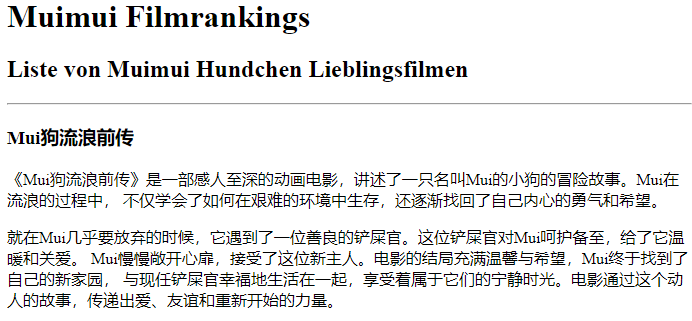 Muimui Filmrankings
Liste von Muimui Hundchen Lieblingsfilmen
Mui狗流浪前传
《Mui狗流浪前传》是一部感人至深的动画电影，讲述了一只名叫Mui的小狗的冒险故事。Mui在
流浪的过程中， 不仅学会了如何在艰难的环境中生存，还逐渐找回了自己内心的勇气和希望。
就在Mui几乎要放弃的时候，它遇到了一位善良的铲屎官。这位铲屎官对Mui呵护备至，给了它温
暖和关爱。 Mui慢慢敞开心扉，接受了这位新主人。电影的结局充满温馨与希望，Mui终于找到了
自己的新家园， 与现任铲屎官幸福地生活在一起，享受着属于它们的宁静时光。电影通过这个动
人的故事，传递出爱、友谊和重新开始的力量。